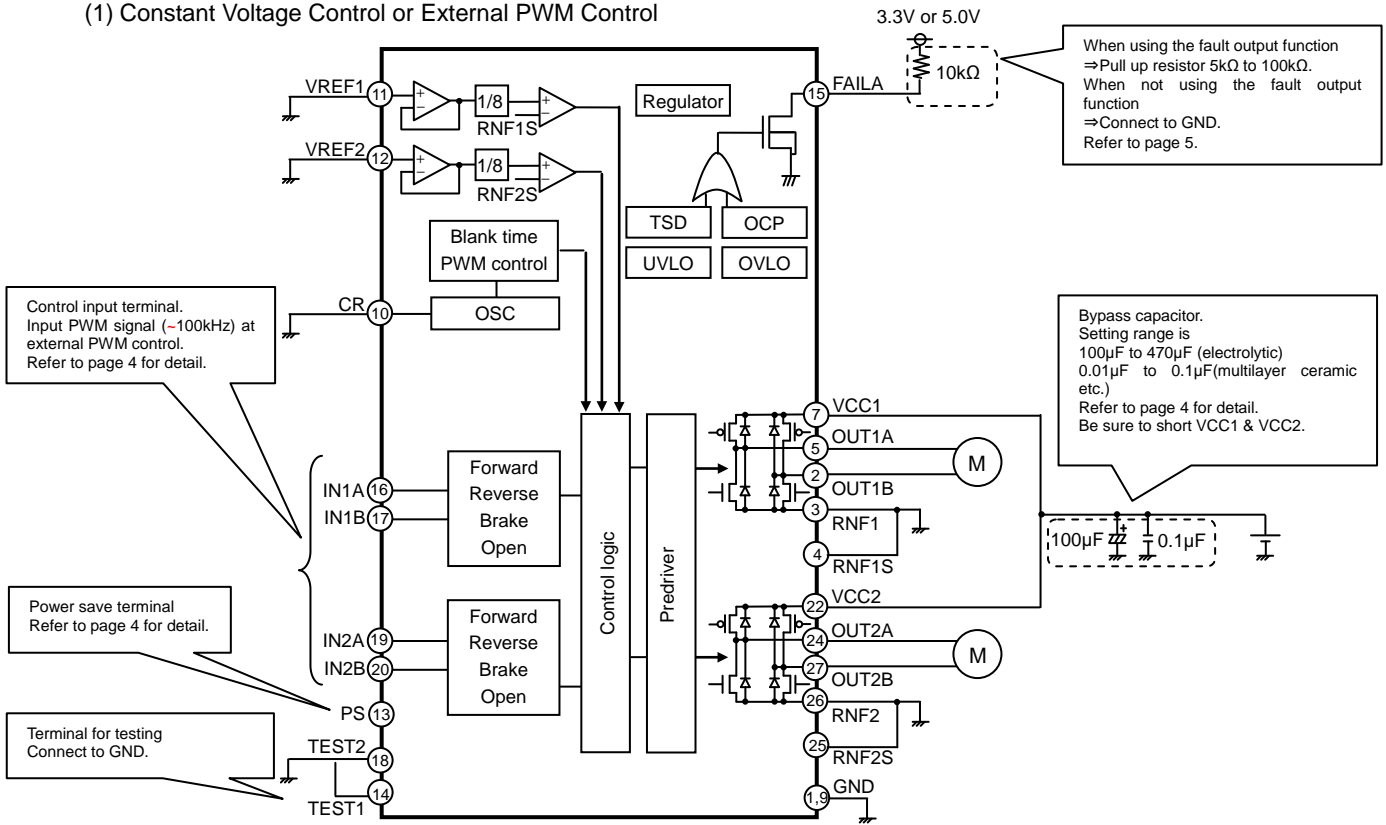 (1) Constant Voltage Control or External PWM Control
3.3V or 5.0V
When using the fault output function
⇒Pull up resistor 5kΩ to 100kΩ.
When not using the fault output
function
⇒Connect to GND.
Refer to page 5.
10kΩ
VREF1
11
+
−
1/8
RNF1S
+
−
Regulator
15
FAILA
VREF2
12
+
−
1/8
RNF2S
+
−
TSD
OCP
UVLO
OVLO
Blank time
PWM control
CR
10
OSC
Control input terminal.
Input PWM signal (~100kHz) at
external PWM control.
Refer to page 4 for detail.
Bypass capacitor.
Setting range is
100µF to 470µF (electrolytic)
0.01µF to 0.1µF(multilayer ceramic
etc.)
Refer to page 4 for detail.
Be sure to short VCC1 & VCC2.
IN1A
16
IN1B
17
Forward
Reverse
Brake
Open
Control logic
Predriver
7
VCC1
5
OUT1A
M
2
OUT1B
3
RNF1
4
RNF1S
100µF
+
0.1µF
Power save terminal
Refer to page 4 for detail.
IN2A
19
IN2B
20
Forward
Reverse
Brake
Open
22
VCC2
24
OUT2A
M
27
OUT2B
26
RNF2
25
RNF2S
PS
13
Terminal for testing
Connect to GND.
TEST2
18
14
TEST1
1,9
GND